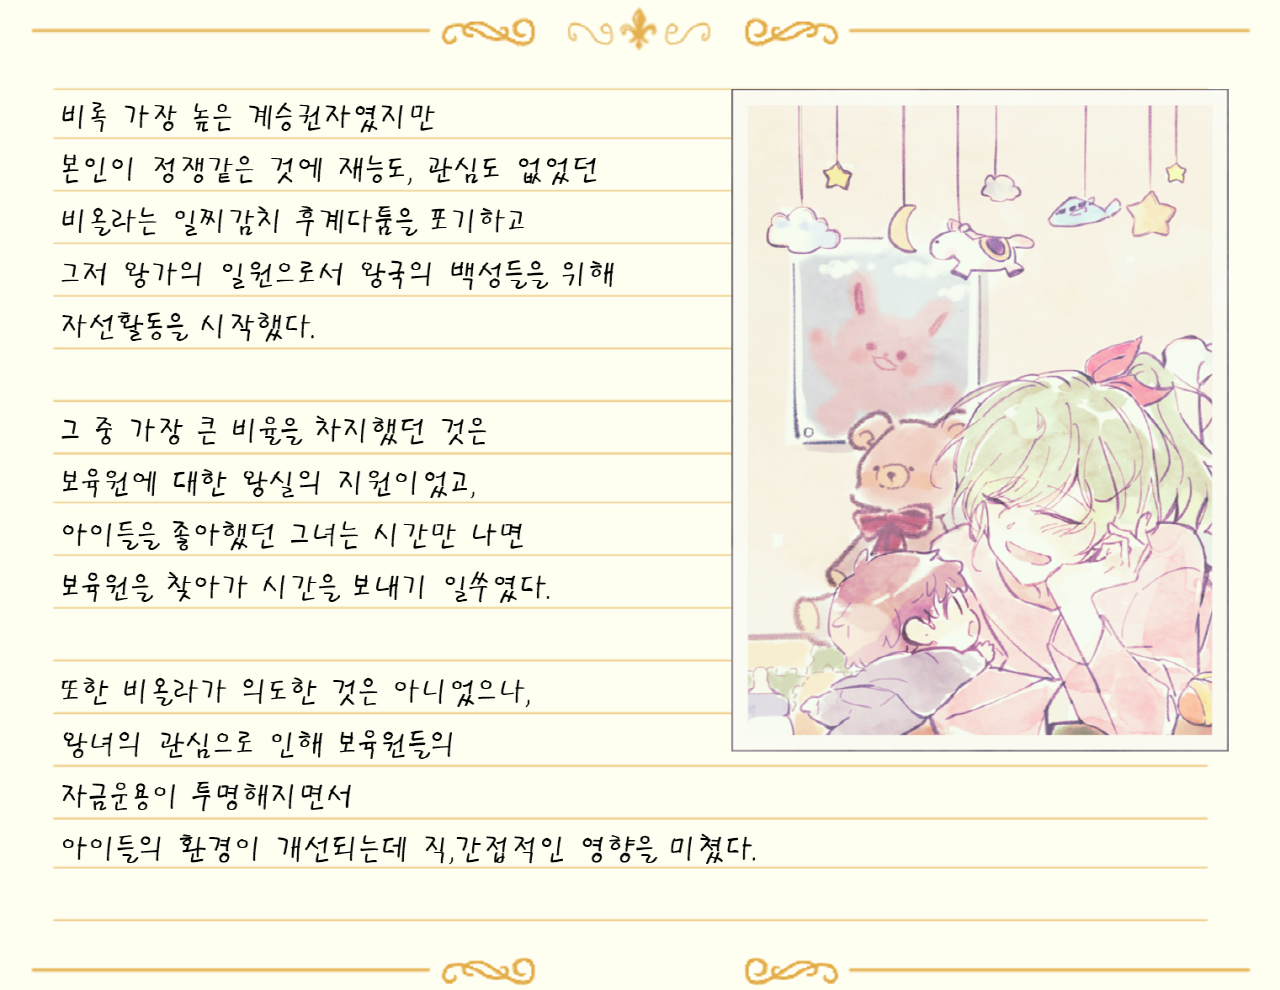 비록 가장 높은 계승권자였지만
본인이 정쟁같은 것에 재능도, 관심도 없었던
비올라는 일찌감치 후계다툼을 포기하고
그저 왕가의 일원으로서 왕국의 백성들을 위해
자선활동을 시작했다.
그 중 가장 큰 비율을 차지했던 것은
보육원에 대한 왕실의 지원이었고,
아이들을 좋아했던 그녀는 시간만 나면
보육원을 찾아가 시간을 보내기 일쑤였다.
또한 비올라가 의도한 것은 아니었으나,
왕녀의 관심으로 인해 보육원들의
자금운용이 투명해지면서
아이들의 환경이 개선되는데 직,간접적인 영향을 미쳤다.